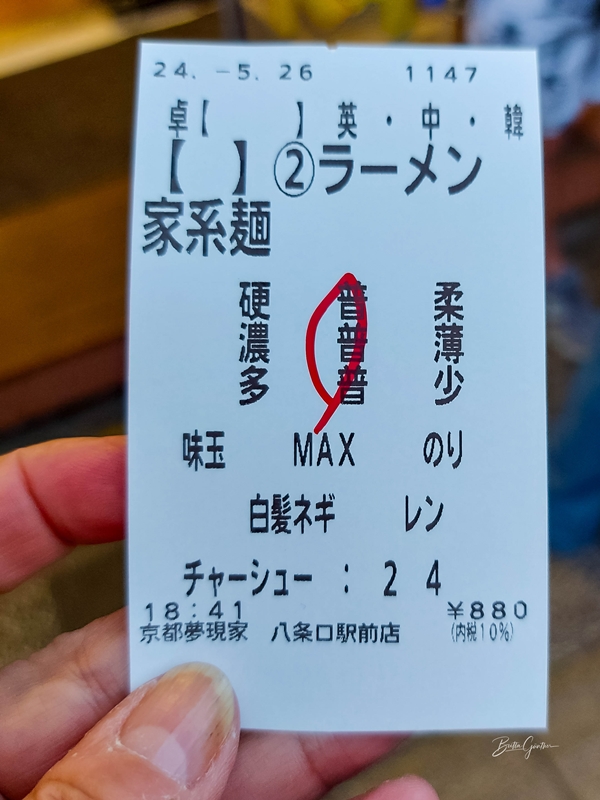 24. -5. 26 1147
卓【 】英・中・韓
【 】②ラーメン
家系麺
硬 普 柔
濃 普 薄
多 普 少
味玉 MAX のり
白髪ネギ レン
チャーシュー : 2 4
18:41 ¥880
京都夢現家 八条口駅前店 (内税10%)